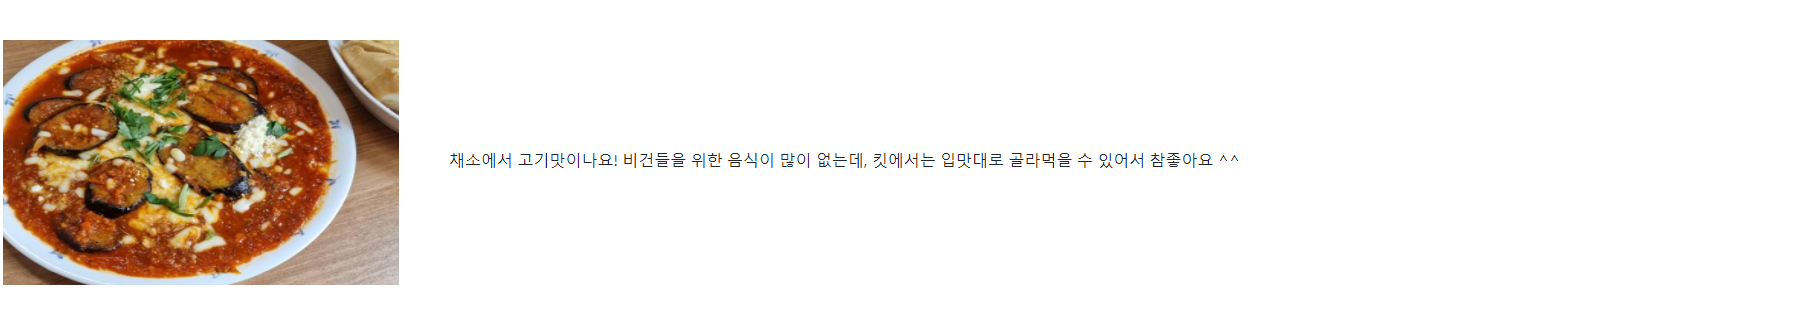 채소에서 고기맛이나요! 비건들을 위한 음식이 많이 없는데, 킷에서는 입맛대로 골라먹을 수 있어서 참좋아요 ^^